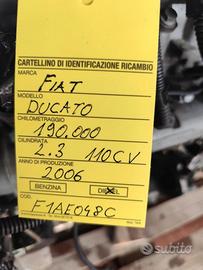 CARTELLINO DI IDENTIFICAZIONE RICAMBIO
MARCA
FIAT
MODELLO
DUCATO
CHILOMETRAGGIO
190.000
CILINDRATA
2.3 110CV
ANNO DI PRODUZIONE
2006
BENZINA DIESEL
COD.
F1AE048C
subito